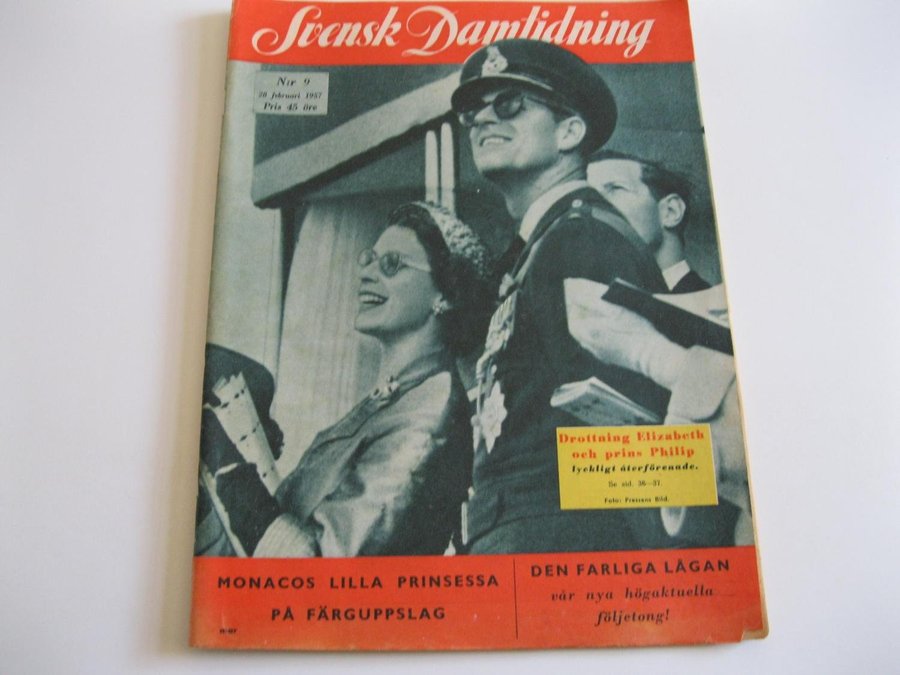 Svensk Damtidning
N:r 9
28 februari 1957
Pris 45 öre
Drottning Elizabeth
och prins Philip
lyckligt återförenade.
Se sid. 36—37.
Foto: Pressens Bild.
MONACOS LILLA PRINSESSA
PÅ FÄRGUPPSLAG
DEN FARLIGA LÅGAN
vår nya högaktuella
följetong!